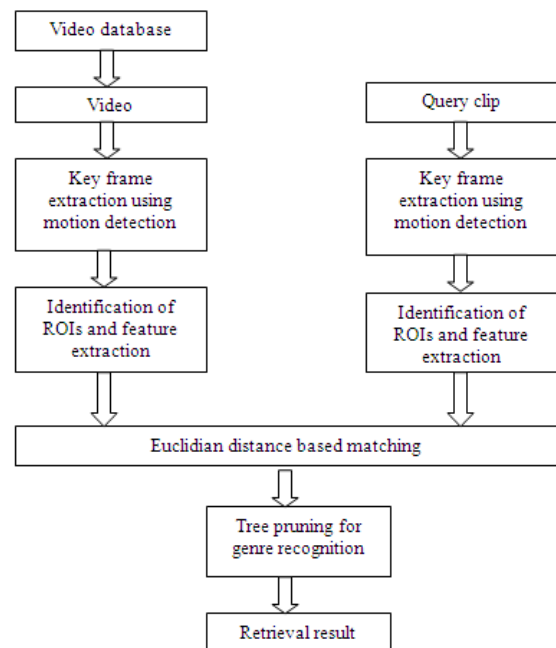 Video database
Video
Key frame
extraction using
motion detection
Identification of
ROIs and feature
extraction
Query clip
Key frame
extraction using
motion detection
Identification of
ROIs and feature
extraction
Euclidian distance based matching
Tree pruning for
genre recognition
Retrieval result